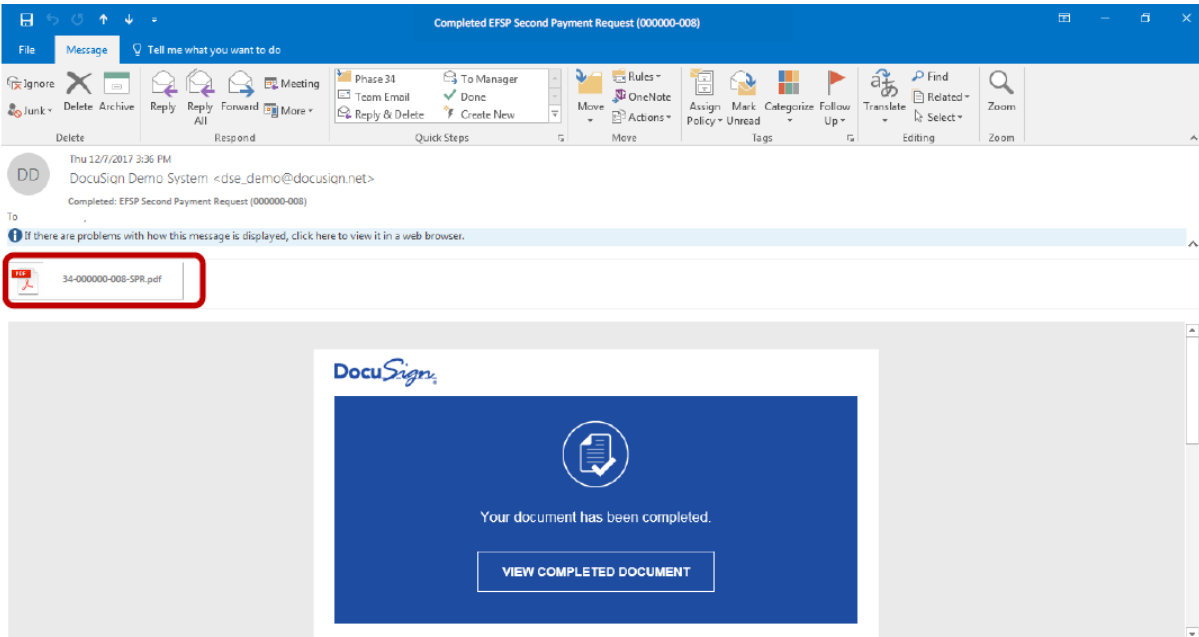 Completed EFSP Second Payment Request (000000-008)
File Message Tell me what you want to do
Ignore
Junk
Delete Archive
Delete
Reply Reply All Forward
Meeting
More
Respond
Phase 34 To Manager
Team Email Done
Reply & Delete Create New
Quick Steps
Move
Rules
OneNote
Actions
Move
Assign Policy Mark Unread Categorize Follow Up
Tags
Translate
Find
Related
Select
Editing
Zoom
Zoom
Thu 12/7/2017 3:36 PM
DD
DocuSign Demo System <dse_demo@docusign.net>
Completed: EFSP Second Payment Request (000000-008)
To
If there are problems with how this message is displayed, click here to view it in a web browser.
PDF
34-000000-008-SPR.pdf
DocuSign
Your document has been completed.
VIEW COMPLETED DOCUMENT